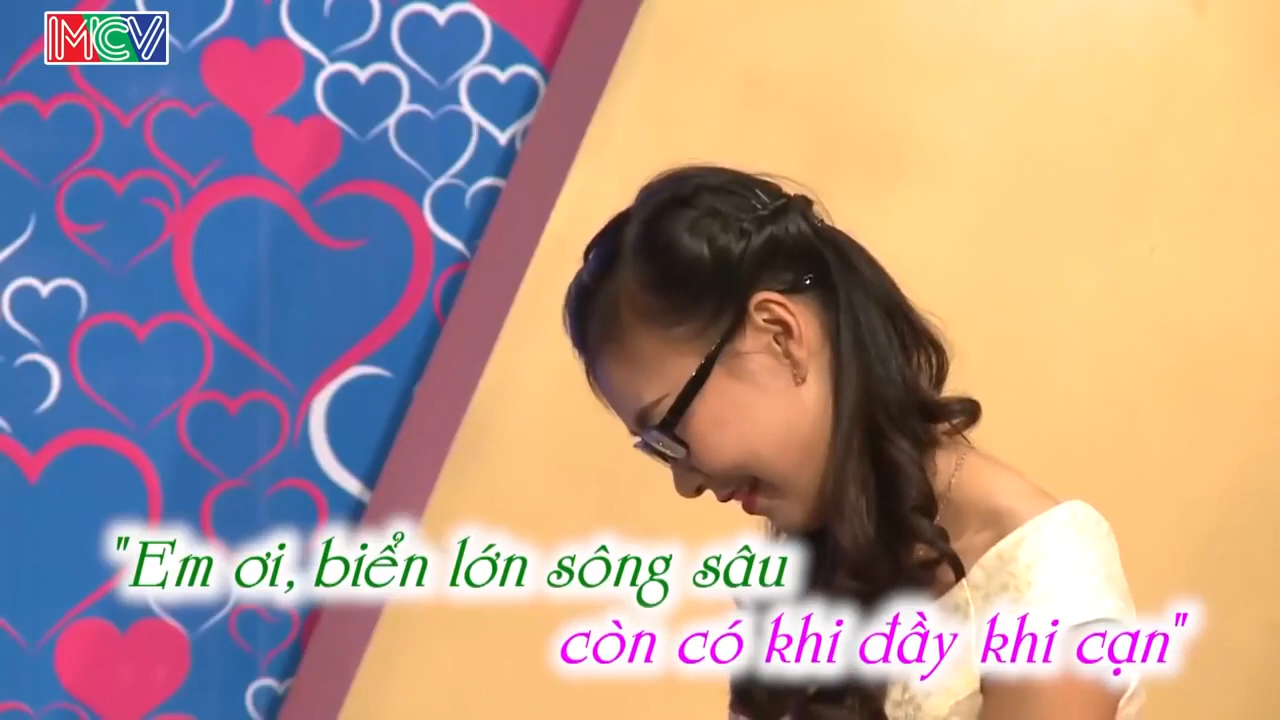 MCV
"Em ơi, biển lớn sông sâu
còn có khi đầy khi cạn"